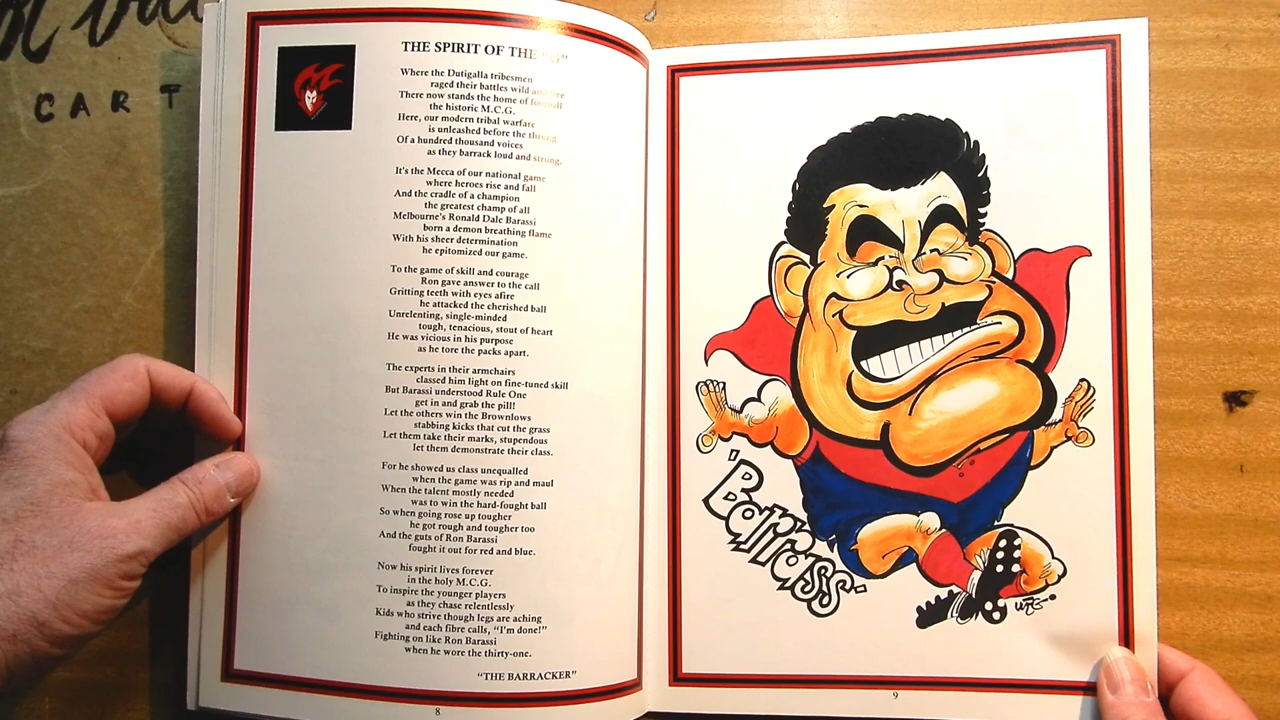 CART
THE SPIRIT OF THE "G"
Where the Dutigalla tribesmen
raged their battles wild and
There now stands the home of football
the historic M.C.G.
Here, our modern tribal warfare
is unleashed before the throng
Of a hundred thousand voices
as they barrack loud and strong.
It's the Mecca of our national game
where heroes rise and fall
And the cradle of a champion
the greatest champ of all
Melbourne's Ronald Dale Barassi
born a demon breathing flame
With his sheer determination
he epitomized our game.
To the game of skill and courage
Ron gave answer to the call
Gritting teeth with eyes afire
he attacked the cherished ball
Unrelenting, single-minded
tough, tenacious, stout of heart
He was vicious in his purpose
as he tore the packs apart.
The experts in their armchairs
classed him light on fine-tuned skill
But Barassi understood Rule One
get in and grab the pill!
Let the others win the Brownlows
stabbing kicks that cut the grass
Let them take their marks, stupendous
let them demonstrate their class.
For he showed us class unequalled
when the game was rip and maul
When the talent mostly needed
was to win the hard-fought ball
So when going rose up tougher
he got rough and tougher too
And the guts of Ron Barassi
fought it out for red and blue.
Now his spirit lives forever
in the holy M.C.G.
To inspire the younger players
as they chase relentlessly
Kids who strive though legs are aching
and each fibre calls, "I'm done!"
Fighting on like Ron Barassi
when he wore the thirty-one.
"THE BARRACKER"
8
'Barrass'
WEG
9